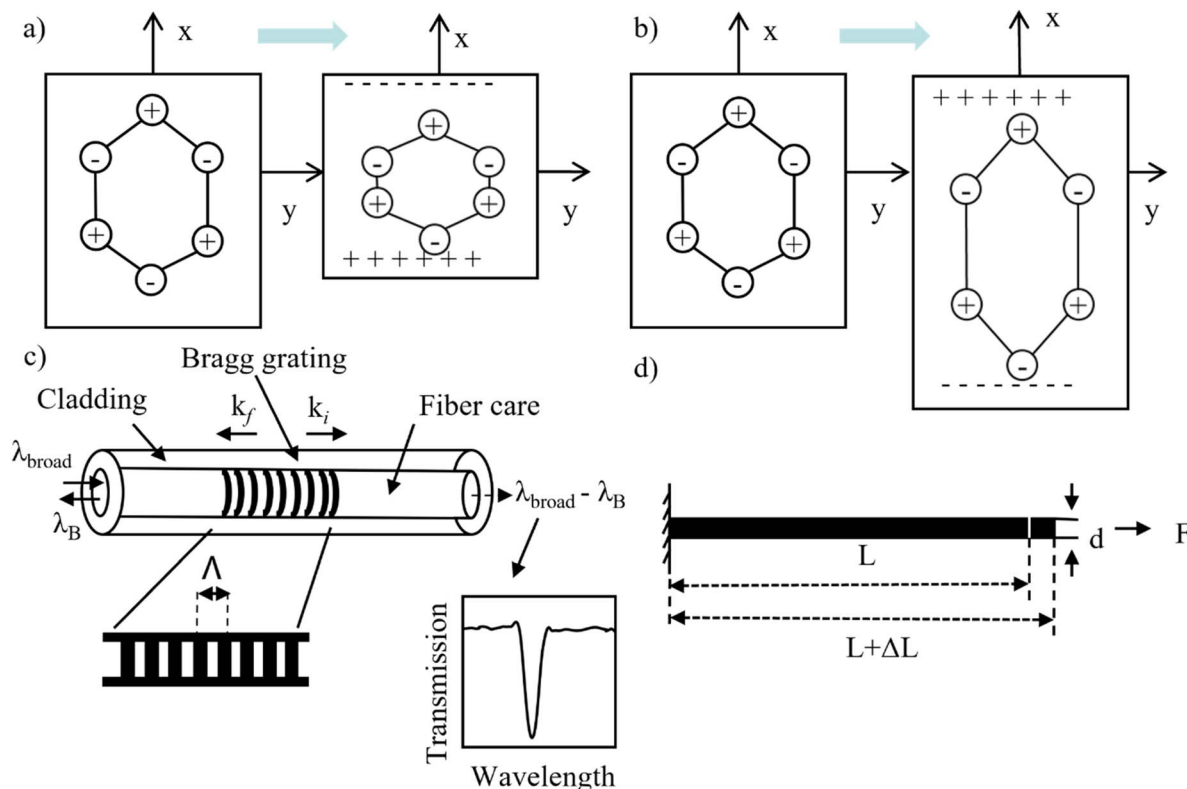 a)
x
x
b)
x
x
- - - - - - - - - -
+ + + + + +
+
-
-
+
+
-
y
+
-
-
+
+
-
y
+ + + + + +
+
-
-
+
+
-
y
+
-
-
+
+
-
y
- - - - - - - - -
c)
Bragg grating
d)
Cladding
k_f
k_i
Fiber care
λ_broad
λ_B
λ_broad - λ_B
Λ
L
d
F
L+ΔL
Transmission
Wavelength